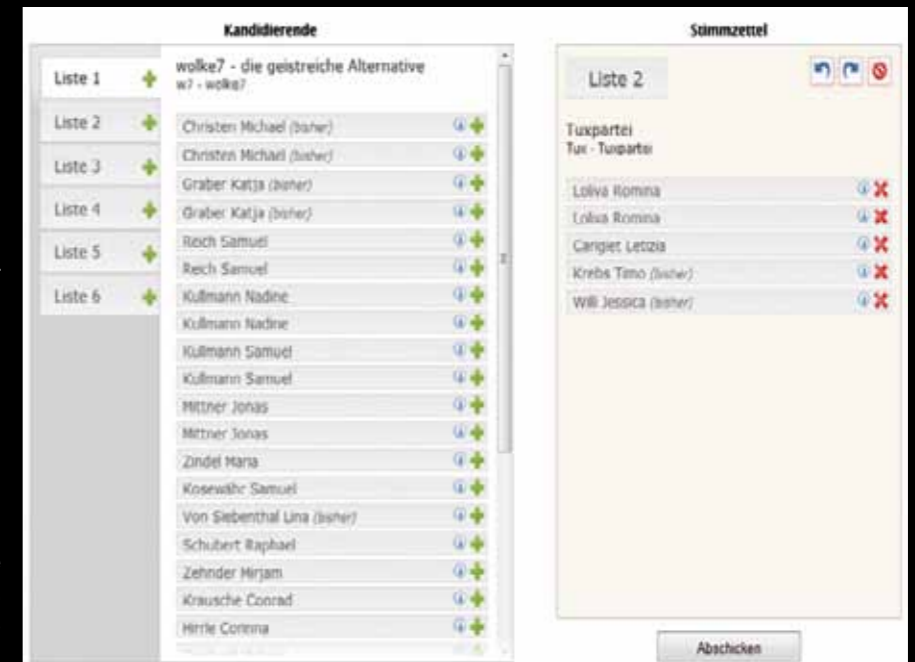 Kandidierende
Liste 1
Liste 2
Liste 3
Liste 4
Liste 5
Liste 6
wolke7 - die geistreiche Alternative
w7 - wolke7
Christen Michael (bisher)
Christen Michael (bisher)
Graber Katja (bisher)
Graber Katja (bisher)
Reich Samuel
Reich Samuel
Kullmann Nadine
Kullmann Nadine
Kullmann Samuel
Kullmann Samuel
Mittner Jonas
Mittner Jonas
Zindel Maria
Kosewähr Samuel
Von Siebenthal Lina (bisher)
Schubert Raphael
Zehnder Mirjam
Krausche Conrad
Hirrle Corinna
Stimmzettel
Liste 2
Tuxpartei
Tux - Tuxpartei
Loliva Romina
Loliva Romina
Carigiet Letizia
Krebs Timo (bisher)
Willi Jessica (bisher)
Abschicken